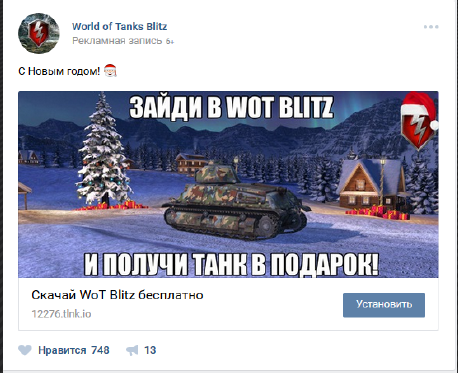 World of Tanks Blitz
Рекламная запись 6+
С Новым годом!
ЗАЙДИ В WOT BLITZ
И ПОЛУЧИ ТАНК В ПОДАРОК!
Скачай WoT Blitz бесплатно
12276.tlnk.io
Установить
Нравится 748 13